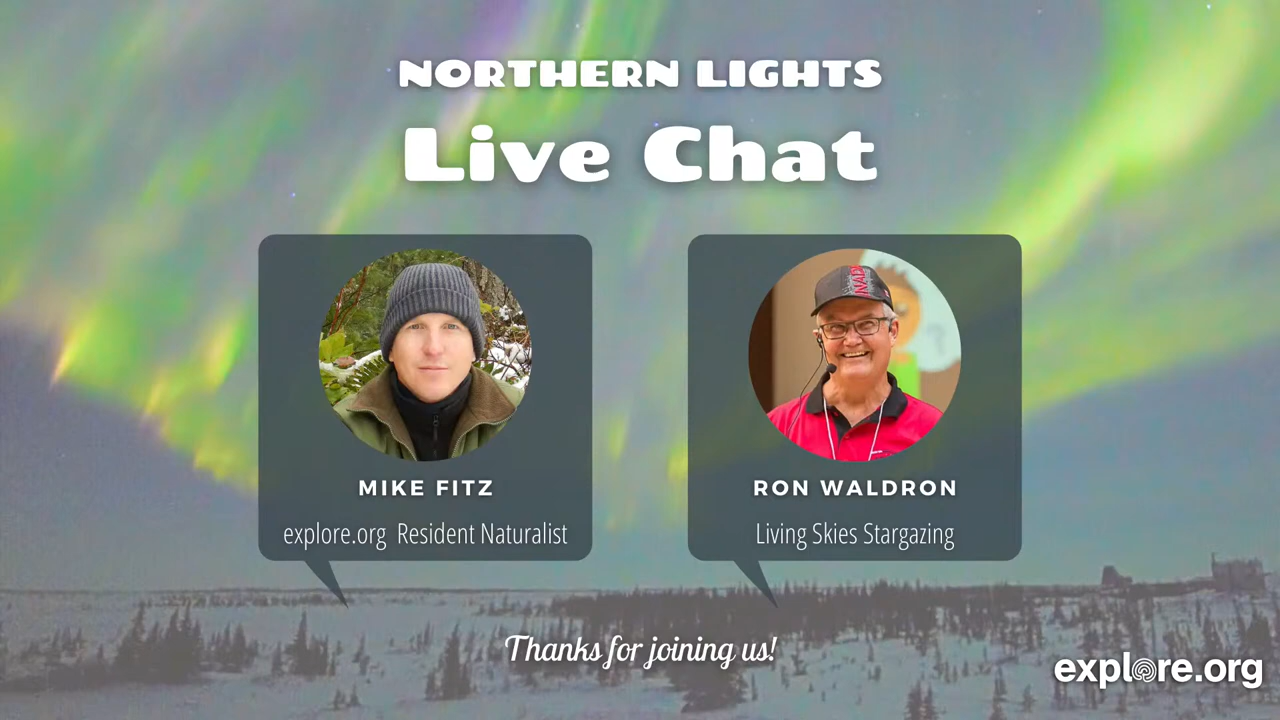 NORTHERN LIGHTS
Live Chat
MIKE FITZ
explore.org Resident Naturalist
RON WALDRON
Living Skies Stargazing
Thanks for joining us!
explore.org